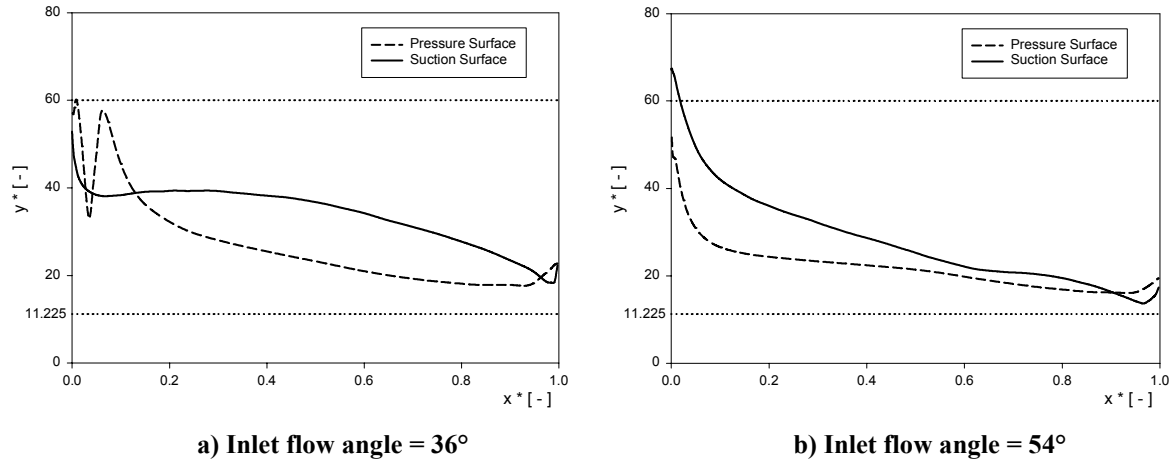 80
60
40
20
11.225
0
y * [ - ]
Pressure Surface
Suction Surface
0.0 0.2 0.4 0.6 0.8 1.0
x * [ - ]
a) Inlet flow angle = 36°
80
60
40
20
11.225
0
y * [ - ]
Pressure Surface
Suction Surface
0.0 0.2 0.4 0.6 0.8 1.0
x * [ - ]
b) Inlet flow angle = 54°